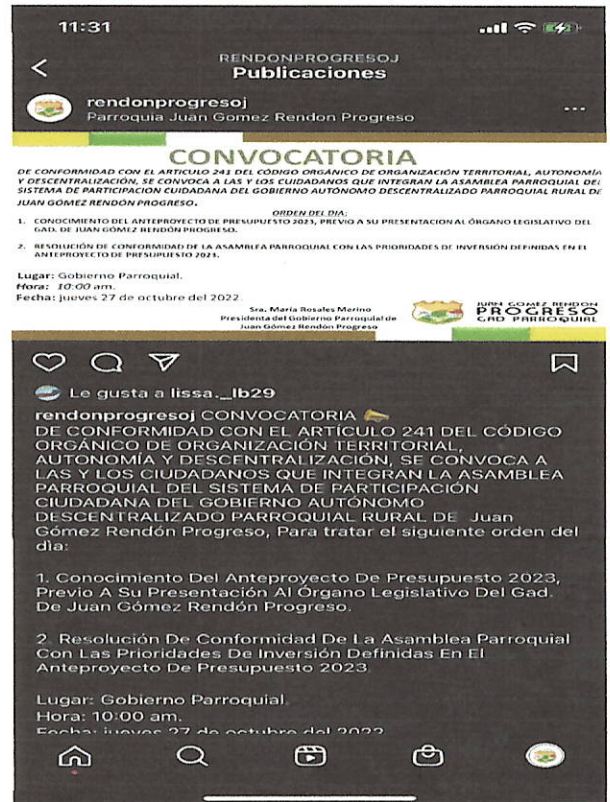 11:31
RENDONPROGRESOJ
Publicaciones
rendonprogresoj
Parroquia Juan Gomez Rendon Progreso
CONVOCATORIA
DE CONFORMIDAD CON EL ARTICULO 241 DEL CÓDIGO ORGÁNICO DE ORGANIZACIÓN TERRITORIAL, AUTONOMÍA
Y DESCENTRALIZACIÓN, SE CONVOCA A LAS Y LOS CUIDADANOS QUE INTEGRAN LA ASAMBLEA PARROQUIAL DEL
SISTEMA DE PARTICIPACION CUIDADANA DEL GOBIERNO AUTÓNOMO DESCENTRALIZADO PARROQUIAL RURAL DE
JUAN GÓMEZ RENDÓN PROGRESO.
ORDEN DEL DIA:
1. CONOCIMIENTO DEL ANTEPROYECTO DE PRESUPUESTO 2023, PREVIO A SU PRESENTACION AL ÓRGANO LEGISLATIVO DEL
GAD. DE JUAN GÓMEZ RENDÓN PROGRESO.
2. RESOLUCIÓN DE CONFORMIDAD DE LA ASAMBLEA PARROQUIAL CON LAS PRIORIDADES DE INVERSIÓN DEFINIDAS EN EL
ANTEPROYECTO DE PRESUPUESTO 2023.
Lugar: Gobierno Parroquial.
Hora: 10:00 am.
Fecha: jueves 27 de octubre del 2022.
Sra. María Rosales Merino
Presidenta del Gobierno Parroquial de
Juan Gómez Rendón Progreso
JUAN GOMEZ RENDON
PROGRESO
GAD PARROQUIAL
Le gusta a lissa._lb29
rendonprogresoj CONVOCATORIA 📣
DE CONFORMIDAD CON EL ARTÍCULO 241 DEL CÓDIGO
ORGÁNICO DE ORGANIZACIÓN TERRITORIAL,
AUTONOMÍA Y DESCENTRALIZACIÓN, SE CONVOCA A
LAS Y LOS CIUDADANOS QUE INTEGRAN LA ASAMBLEA
PARROQUIAL DEL SISTEMA DE PARTICIPACIÓN
CIUDADANA DEL GOBIERNO AUTÓNOMO
DESCENTRALIZADO PARROQUIAL RURAL DE Juan
Gómez Rendón Progreso, Para tratar el siguiente orden del
dìa:
1. Conocimiento Del Anteproyecto De Presupuesto 2023,
Previo A Su Presentación Al Órgano Legislativo Del Gad.
De Juan Gómez Rendón Progreso.
2. Resolución De Conformidad De La Asamblea Parroquial
Con Las Prioridades De Inversión Definidas En El
Anteproyecto De Presupuesto 2023.
Lugar: Gobierno Parroquial.
Hora: 10:00 am.
Fecha: jueves 27 de octubre del 2022